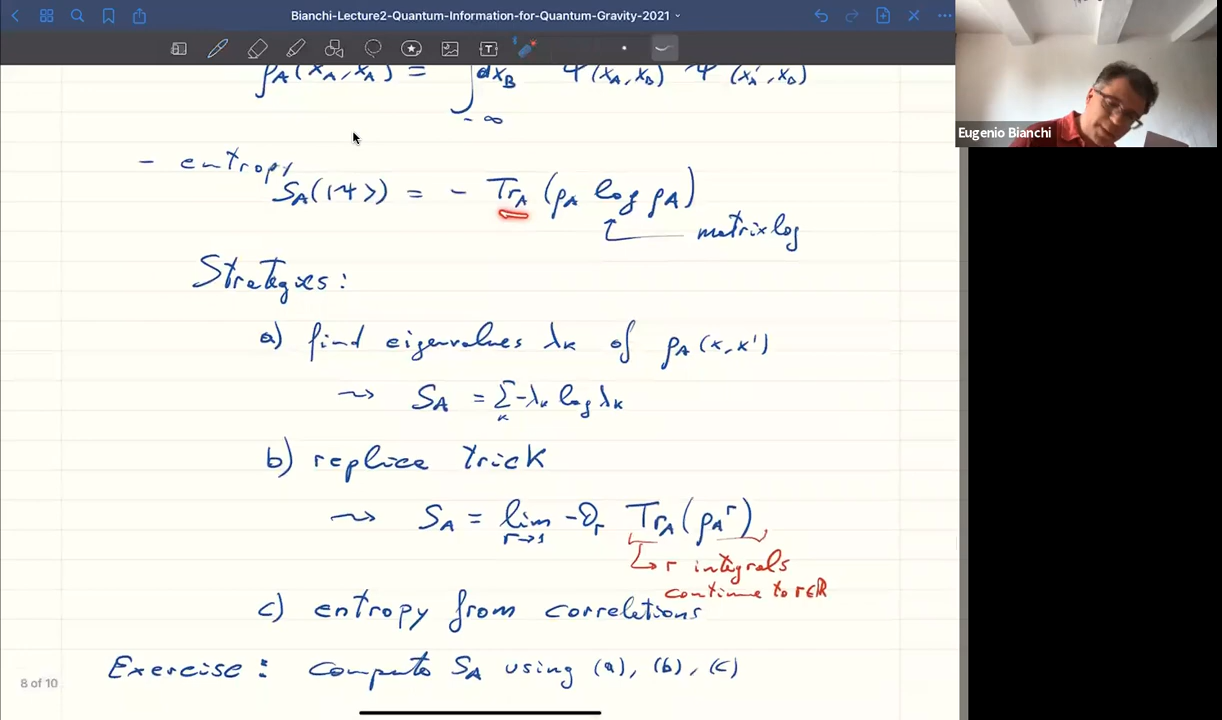 Bianchi-Lecture2-Quantum-Information-for-Quantum-Gravity-2021
Eugenio Bianchi
ρA(xA, xA') = ∫-∞ dxB ψ(xA, xB) ψ*(xA', xB)
- entropy
SA(|ψ>) = - TrA (ρA log ρA)
matrix log
Strategies:
a) find eigenvalues λk of ρA(x, x')
⇝ SA = Σk -λk log λk
b) replica trick
⇝ SA = lim r→1 -∂r TrA (ρA^r)
↳ r integrals
continue to r∈ℝ
c) entropy from correlations
Exercise: compute SA using (a), (b), (c)
8 of 10